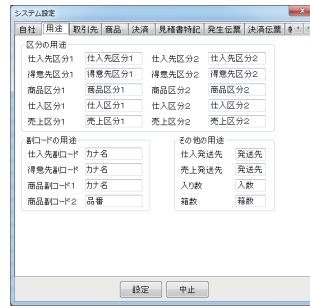 システム設定
自社 用途 取引先 商品 決済 見積書特記 発生伝票 決済伝票
区分の用途
仕入先区分1 仕入先区分1 仕入先区分2 仕入先区分2
得意先区分1 得意先区分1 得意先区分2 得意先区分2
商品区分1 商品区分1 商品区分2 商品区分2
仕入区分1 仕入区分1 仕入区分2 仕入区分2
売上区分1 売上区分1 売上区分2 売上区分2
副コードの用途 その他の用途
仕入先副コード カナ名 仕入発送先 発送先
得意先副コード カナ名 売上発送先 発送先
商品副コード1 カナ名 入り数 入数
商品副コード2 品番 箱数 箱数
設定 中止